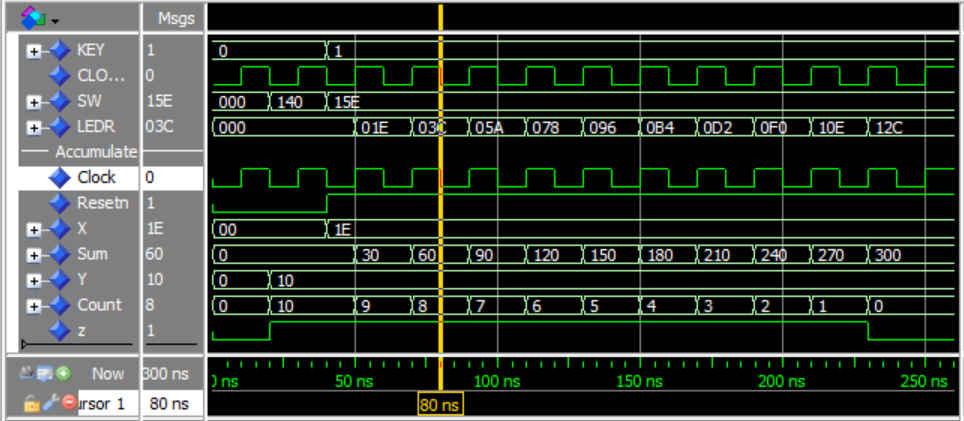 Msgs
KEY 1 0 1
CLO... 0
SW 15E 000 140 15E
LEDR 03C 000 01E 03C 05A 078 096 0B4 0D2 0F0 10E 12C
Accumulate
Clock 0
Resetn 1
X 1E 00 1E
Sum 60 0 30 60 90 120 150 180 210 240 270 300
Y 10 0 10
Count 8 0 10 9 8 7 6 5 4 3 2 1 0
z 1
Now 300 ns 0 ns 50 ns 100 ns 150 ns 200 ns 250 ns
ursor 1 80 ns 80 ns